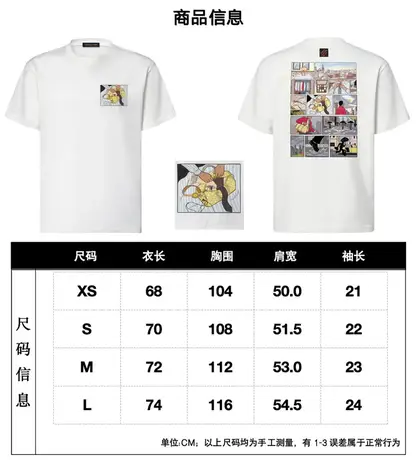 商品信息
尺码 衣长 胸围 肩宽 袖长
XS 68 104 50.0 21
S 70 108 51.5 22
M 72 112 53.0 23
L 74 116 54.5 24
尺码信息
单位:CM；以上尺码均为手工测量，有 1-3 误差属于正常行为